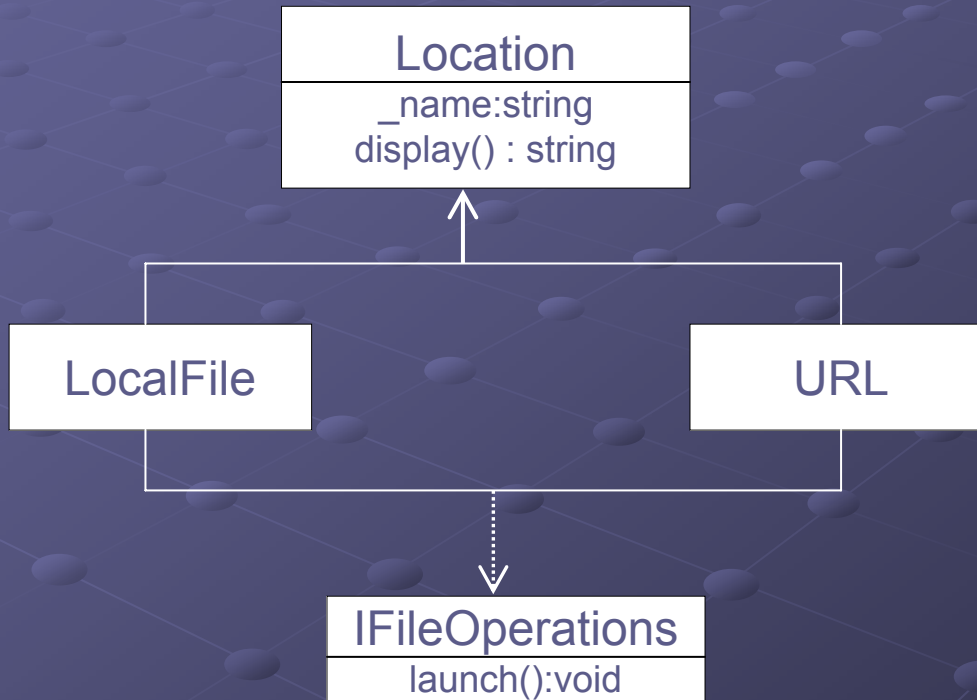 Location
_name:string
display() : string
LocalFile
URL
IFileOperations
launch():void